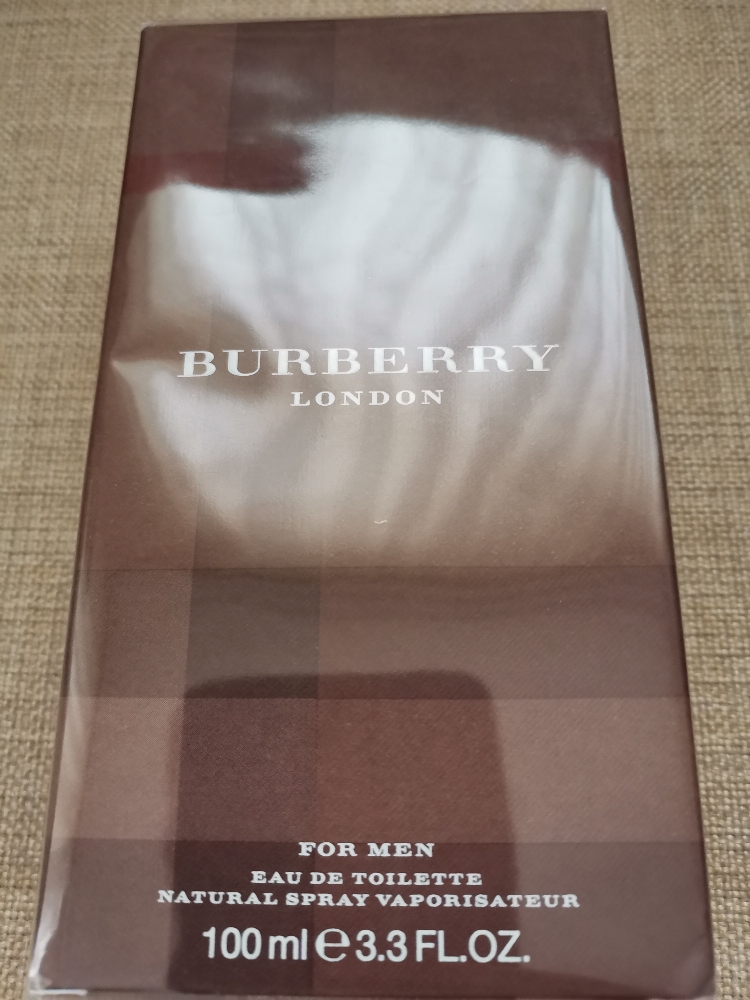 BURBERRY
LONDON
FOR MEN
EAU DE TOILETTE
NATURAL SPRAY VAPORISATEUR
100 ml ℮ 3.3 FL.OZ.